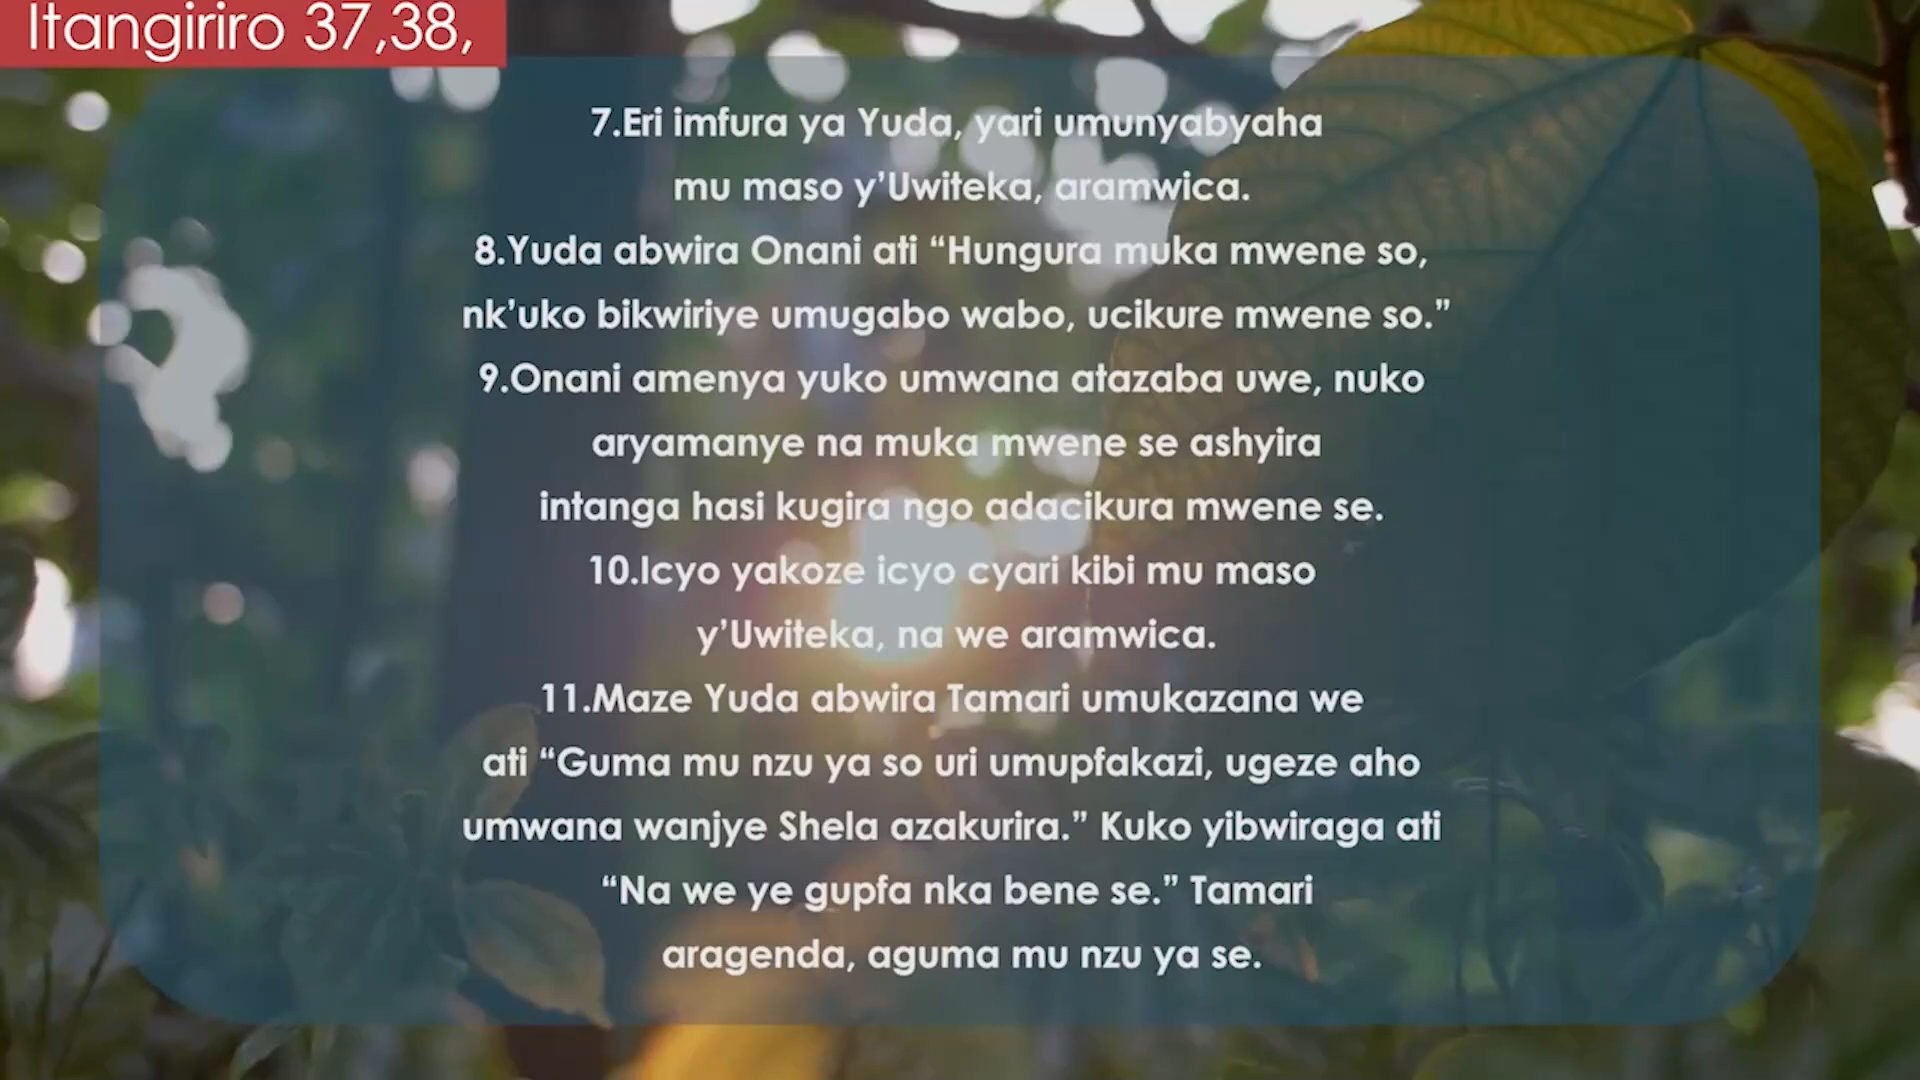 Itangiriro 37,38,
7.Eri imfura ya Yuda, yari umunyabyaha
mu maso y’Uwiteka, aramwica.
8.Yuda abwira Onani ati “Hungura muka mwene so,
nk’uko bikwiriye umugabo wabo, ucikure mwene so.”
9.Onani amenya yuko umwana atazaba uwe, nuko
aryamanye na muka mwene se ashyira
intanga hasi kugira ngo adacikura mwene se.
10.Icyo yakoze icyo cyari kibi mu maso
y’Uwiteka, na we aramwica.
11.Maze Yuda abwira Tamari umukazana we
ati “Guma mu nzu ya so uri umupfakazi, ugeze aho
umwana wanjye Shela azakurira.” Kuko yibwiraga ati
“Na we ye gupfa nka bene se.” Tamari
aragenda, aguma mu nzu ya se.